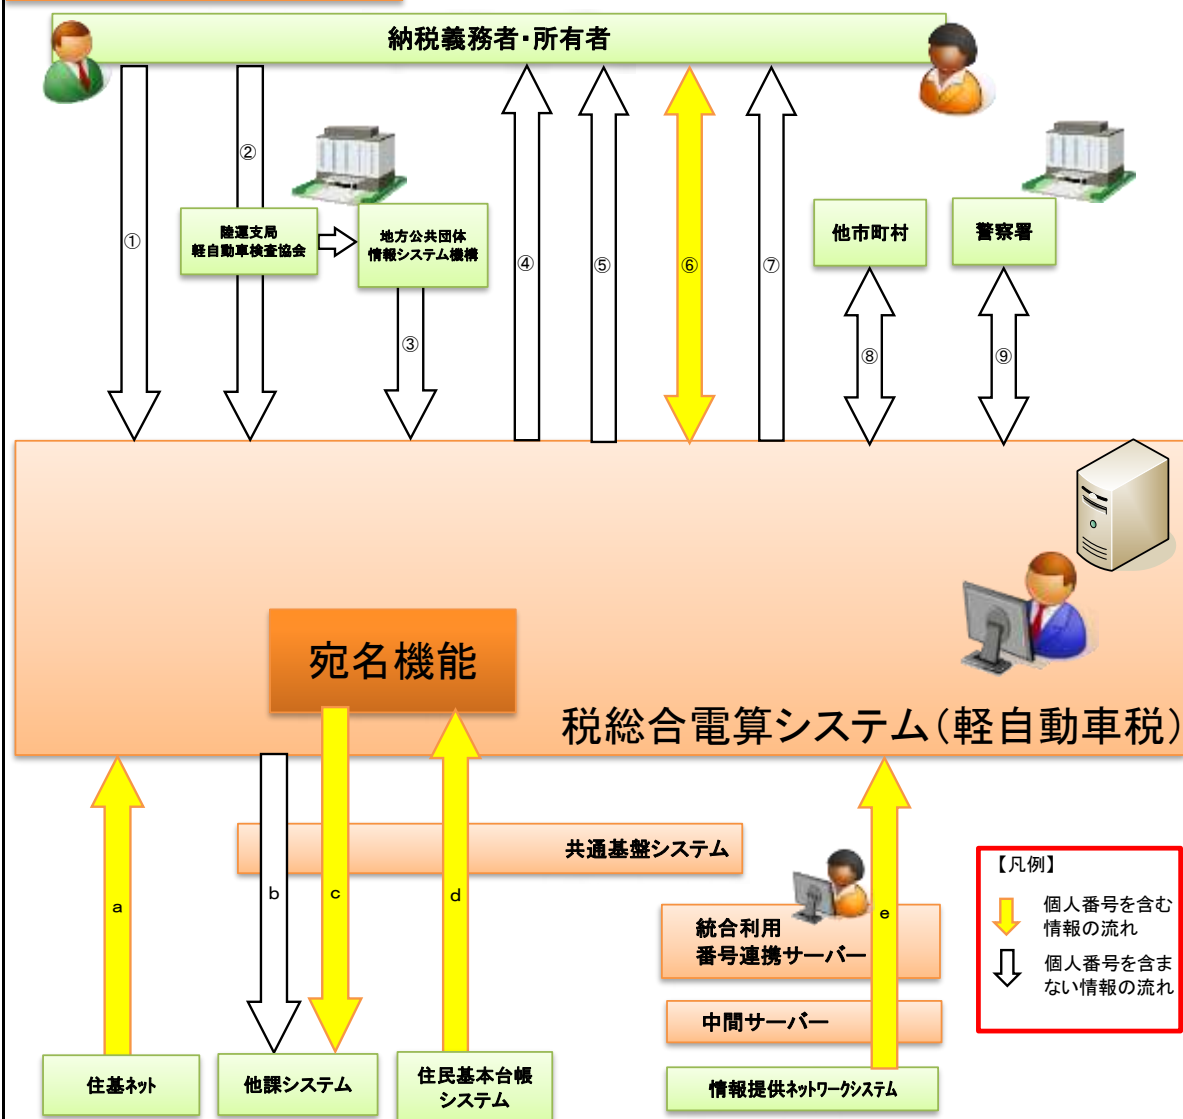 納税義務者・所有者
①
②
陸運支局
軽自動車検査協会
地方公共団体
情報システム機構
③
④
⑤
⑥
⑦
他市町村
警察署
⑧
⑨
宛名機能
税総合電算システム(軽自動車税)
共通基盤システム
a
b
c
d
e
統合利用
番号連携サーバー
中間サーバー
【凡例】
個人番号を含む
情報の流れ
個人番号を含ま
ない情報の流れ
住基ネット
他課システム
住民基本台帳
システム
情報提供ネットワークシステム